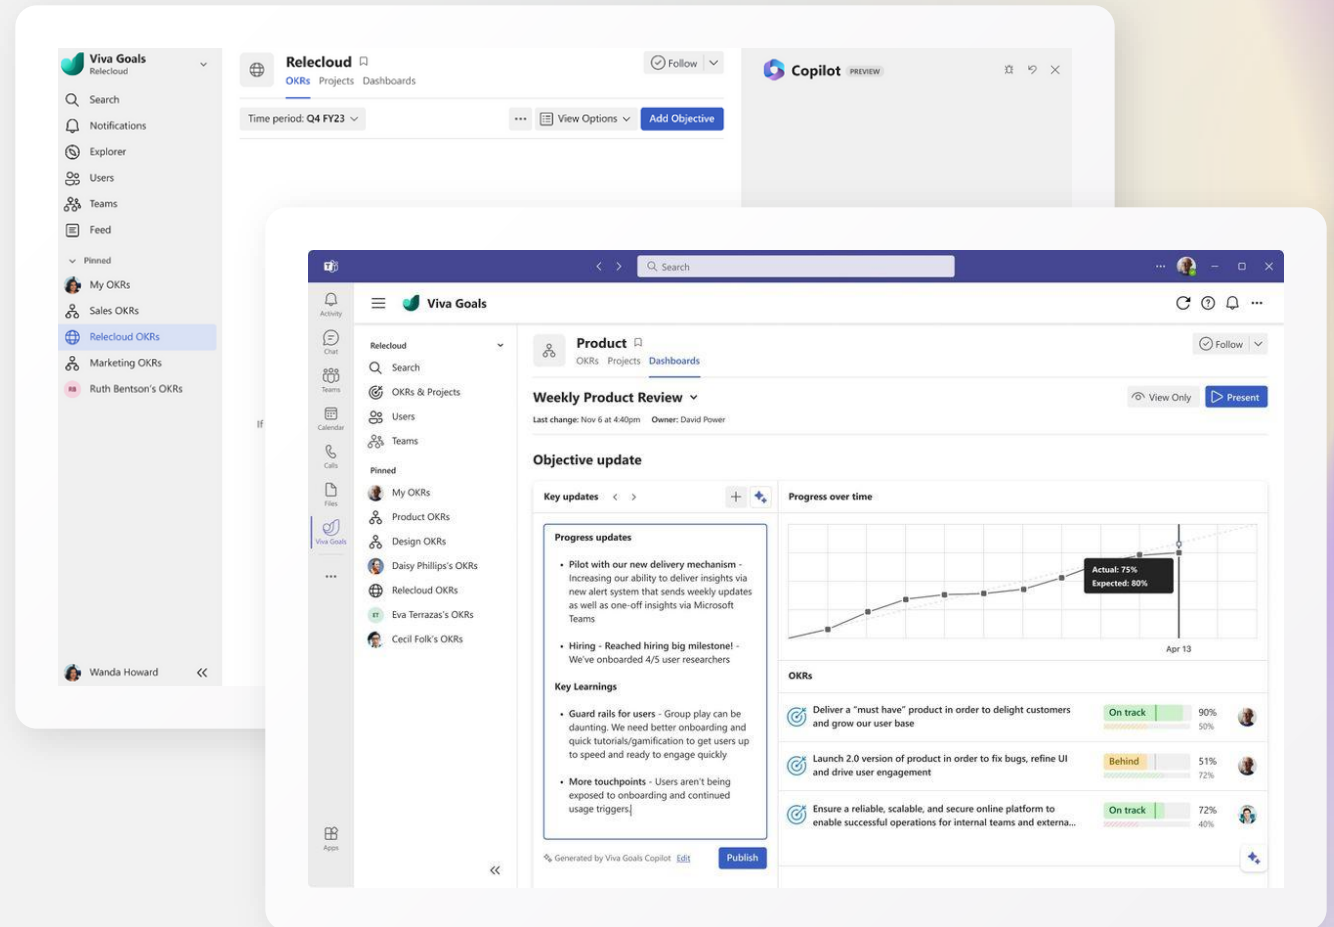 Viva Goals
Relecloud
Search
Notifications
Explorer
Users
Teams
Feed
Pinned
My OKRs
Sales OKRs
Relecloud OKRs
Marketing OKRs
RB Ruth Bentson's OKRs
Wanda Howard
Relecloud
Follow
OKRs Projects Dashboards
Time period: Q4 FY23
... View Options Add Objective
If
Copilot PREVIEW
Search
...
Activity
Chat
Teams
Calendar
Calls
Files
Viva Goals
...
Apps
Viva Goals
...
Relecloud
Search
OKRs & Projects
Users
Teams
Pinned
My OKRs
Product OKRs
Design OKRs
Daisy Phillips's OKRs
Relecloud OKRs
ET Eva Terrazas's OKRs
Cecil Folk's OKRs
Product
Follow
OKRs Projects Dashboards
Weekly Product Review
View Only Present
Last change: Nov 6 at 4:40pm Owner: David Power
Objective update
Key updates
Progress updates
• Pilot with our new delivery mechanism -
Increasing our ability to deliver insights via
new alert system that sends weekly updates
as well as one-off insights via Microsoft
Teams
• Hiring - Reached hiring big milestone! -
We've onboarded 4/5 user researchers
Key Learnings
• Guard rails for users - Group play can be
daunting. We need better onboarding and
quick tutorials/gamification to get users up
to speed and ready to engage quickly
• More touchpoints - Users aren't being
exposed to onboarding and continued
usage triggers.
Generated by Viva Goals Copilot Edit
Publish
Progress over time
Actual: 75%
Expected: 80%
Apr 13
OKRs
Deliver a "must have" product in order to delight customers
and grow our user base
On track 90%
50%
Launch 2.0 version of product in order to fix bugs, refine UI
and drive user engagement
Behind 51%
72%
Ensure a reliable, scalable, and secure online platform to
enable successful operations for internal teams and externa...
On track 72%
40%